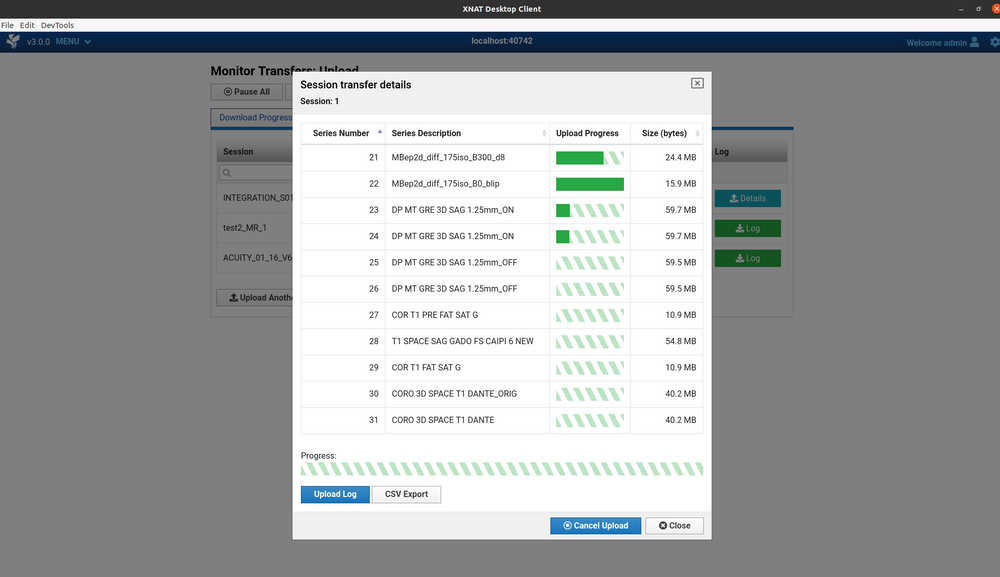 XNAT Desktop Client
File Edit DevTools
v3.0.0 MENU localhost:40742 Welcome admin
Monitor Transfers: Upload
Pause All
Download Progress
Session Log
INTEGRATION_S01 Details
test2_MR_1 Log
ACUITY_01_16_V6 Log
Upload Anoth
Session transfer details
Session: 1
Series Number Series Description Upload Progress Size (bytes)
21 MBep2d_diff_175iso_B300_d8 24.4 MB
22 MBep2d_diff_175iso_B0_blip 15.9 MB
23 DP MT GRE 3D SAG 1.25mm_ON 59.7 MB
24 DP MT GRE 3D SAG 1.25mm_ON 59.7 MB
25 DP MT GRE 3D SAG 1.25mm_OFF 59.5 MB
26 DP MT GRE 3D SAG 1.25mm_OFF 59.5 MB
27 COR T1 PRE FAT SAT G 10.9 MB
28 T1 SPACE SAG GADO FS CAIPI 6 NEW 54.8 MB
29 COR T1 FAT SAT G 10.9 MB
30 CORO 3D SPACE T1 DANTE_ORIG 40.2 MB
31 CORO 3D SPACE T1 DANTE 40.2 MB
Progress:
Upload Log CSV Export
Cancel Upload Close